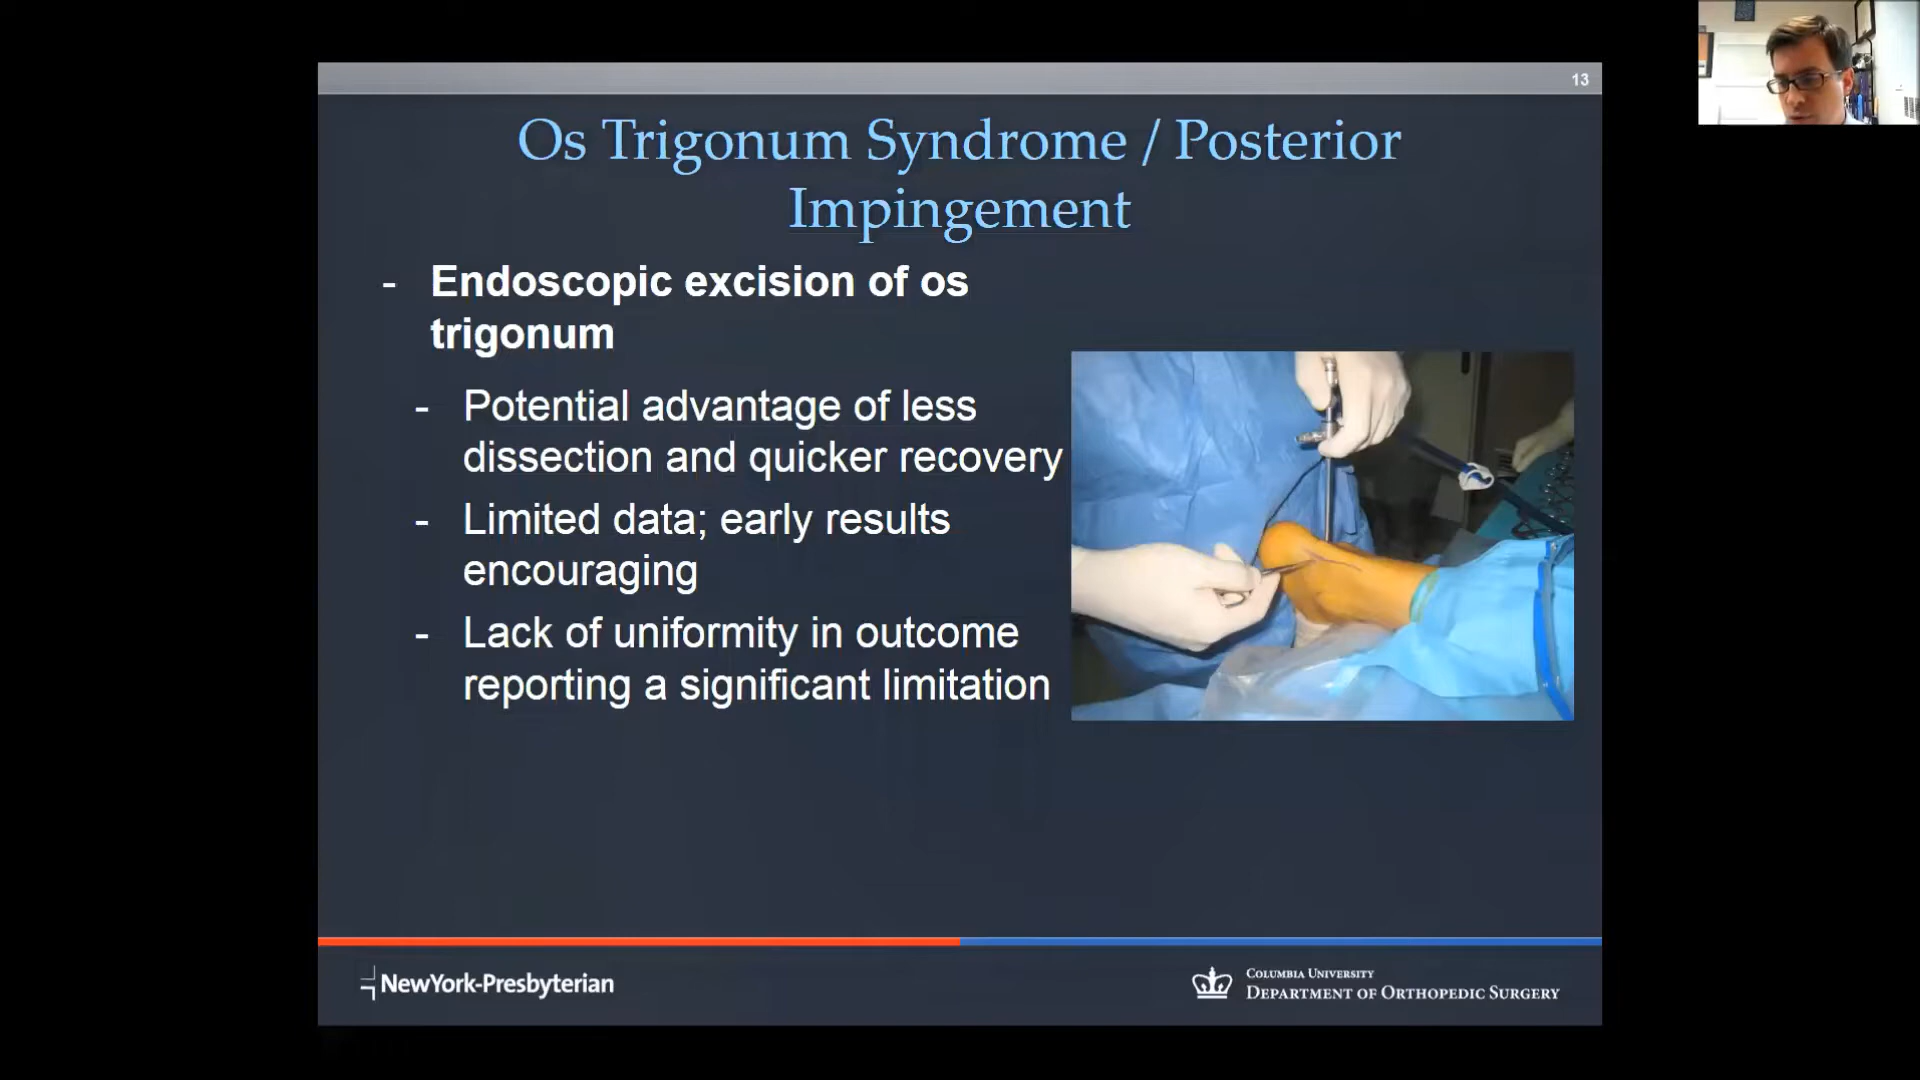 13
Os Trigonum Syndrome / Posterior
Impingement
- Endoscopic excision of os
trigonum
- Potential advantage of less
dissection and quicker recovery
- Limited data; early results
encouraging
- Lack of uniformity in outcome
reporting a significant limitation
NewYork-Presbyterian
COLUMBIA UNIVERSITY
DEPARTMENT OF ORTHOPEDIC SURGERY